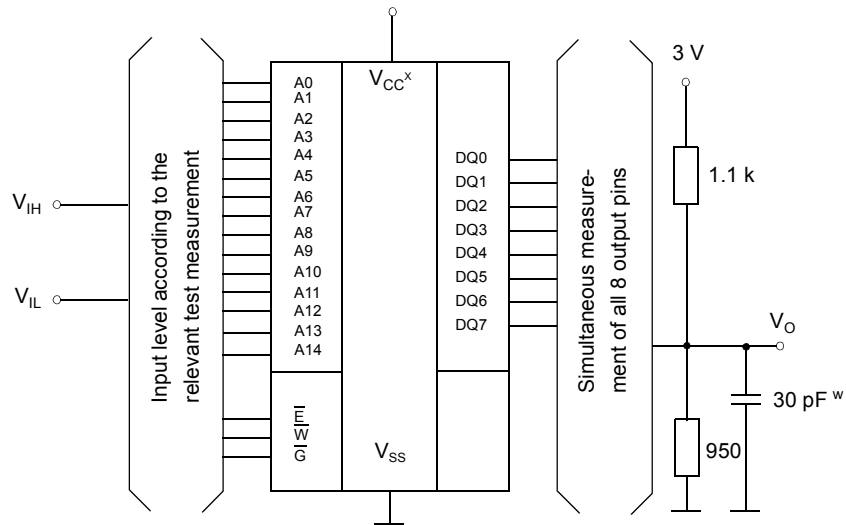 V_IH
V_IL
Input level according to the
relevant test measurement
A0
A1
A2
A3
A4
A5
A6
A7
A8
A9
A10
A11
A12
A13
A14
E̅
W̅
G̅
V_CC^x
V_SS
DQ0
DQ1
DQ2
DQ3
DQ4
DQ5
DQ6
DQ7
Simultaneous measure-
ment of all 8 output pins
3 V
1.1 k
V_O
30 pF ^w
950